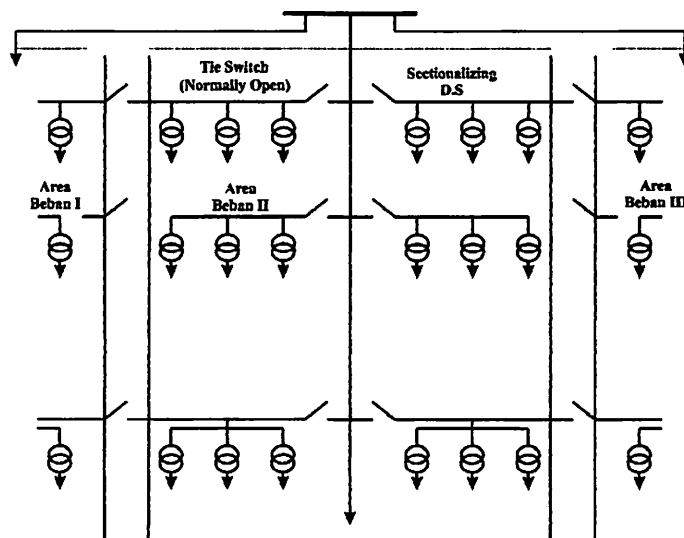 Tie Switch
(Normally Open)
Sectionalizing
D.S
Area
Beban I
Area
Beban II
Area
Beban III